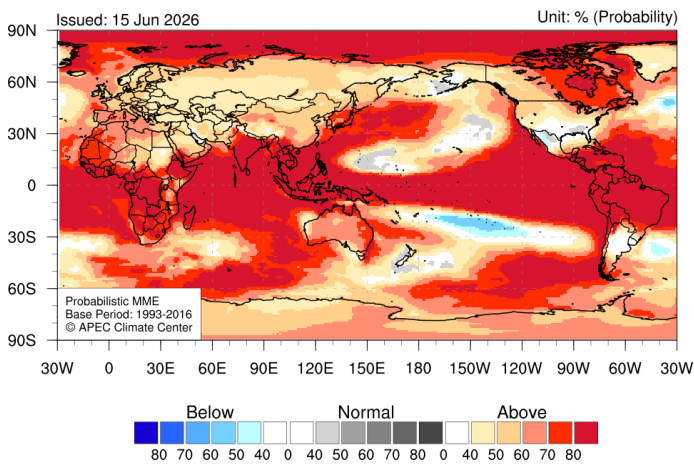 Issued: 15 Jun 2026
Unit: % (Probability)
90N
60N
30N
0
30S
60S
90S
Probabilistic MME
Base Period: 1993-2016
© APEC Climate Center
30W 0 30E 60E 90E 120E 150E 180 150W 120W 90W 60W 30W
Below Normal Above
80 70 60 50 40 0 40 50 60 70 80 0 40 50 60 70 80